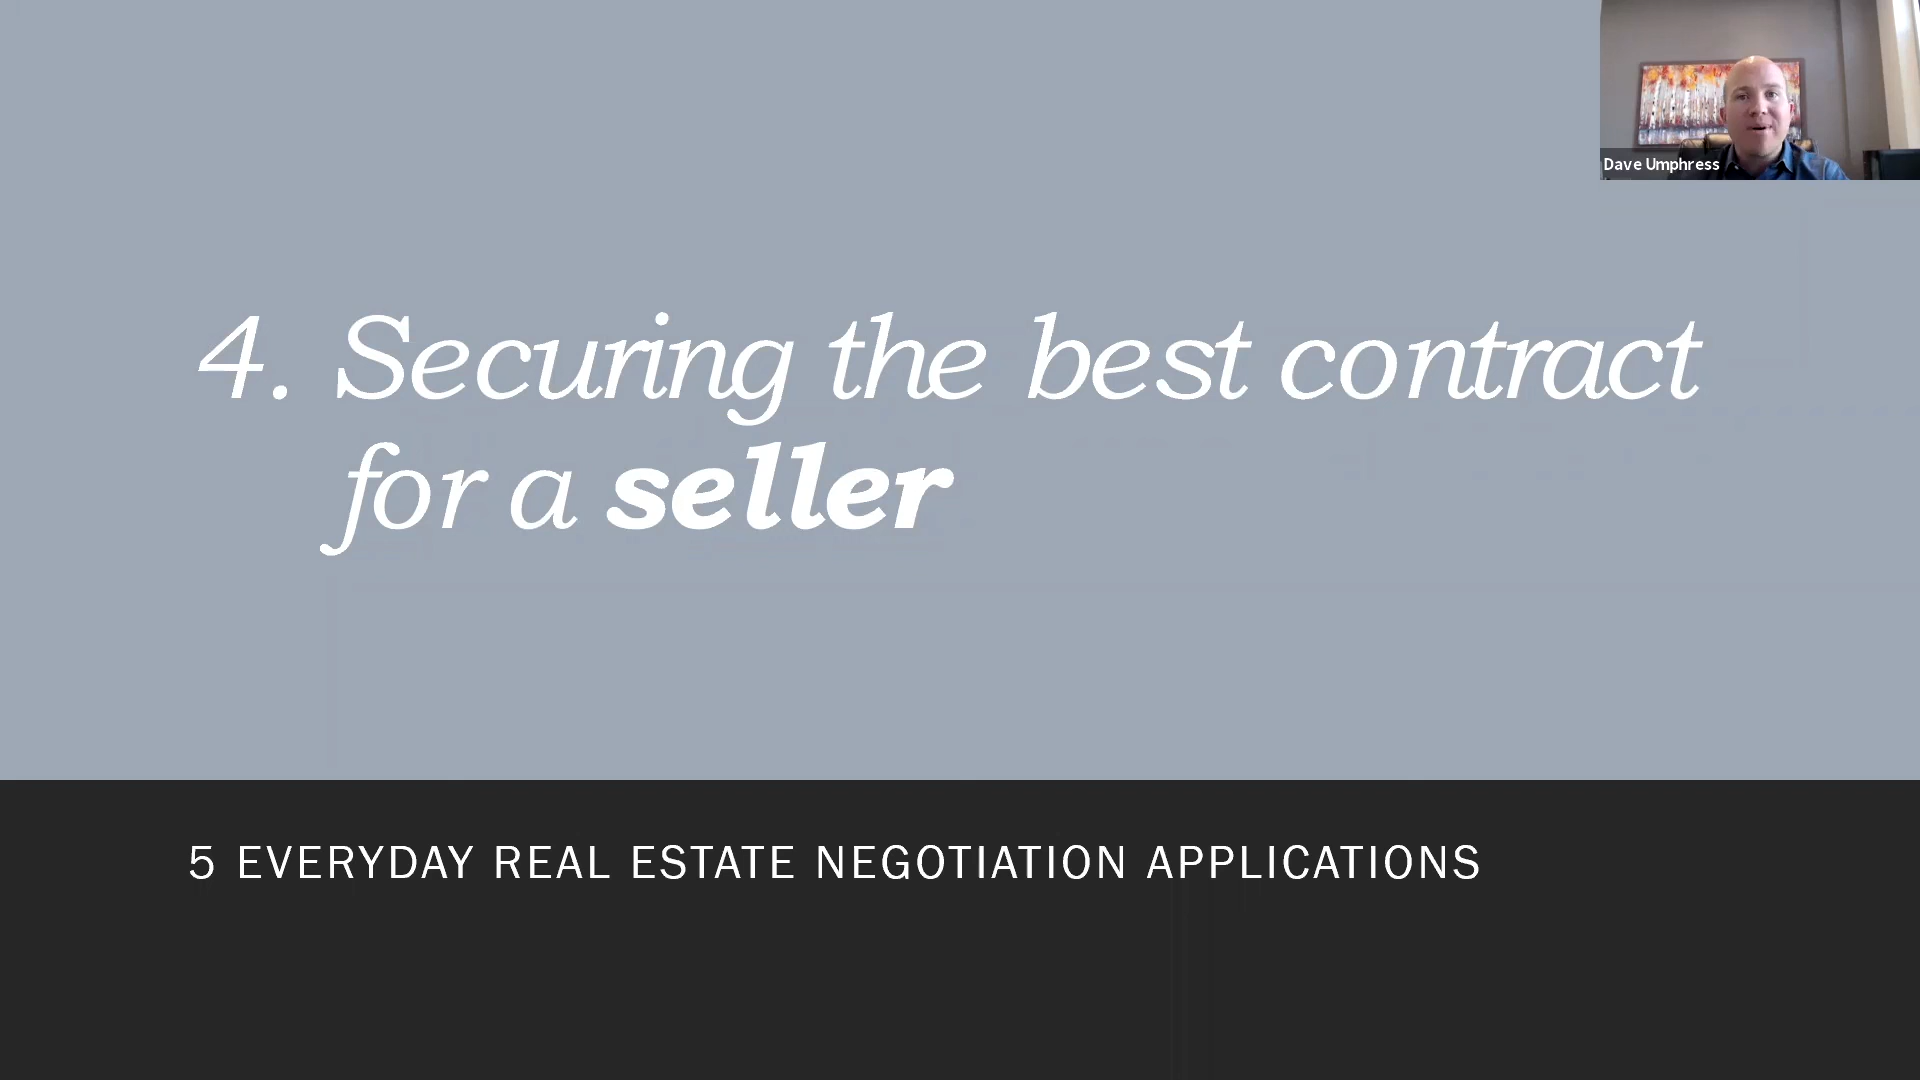 Dave Umphress
4. Securing the best contract
for a seller
5 EVERYDAY REAL ESTATE NEGOTIATION APPLICATIONS